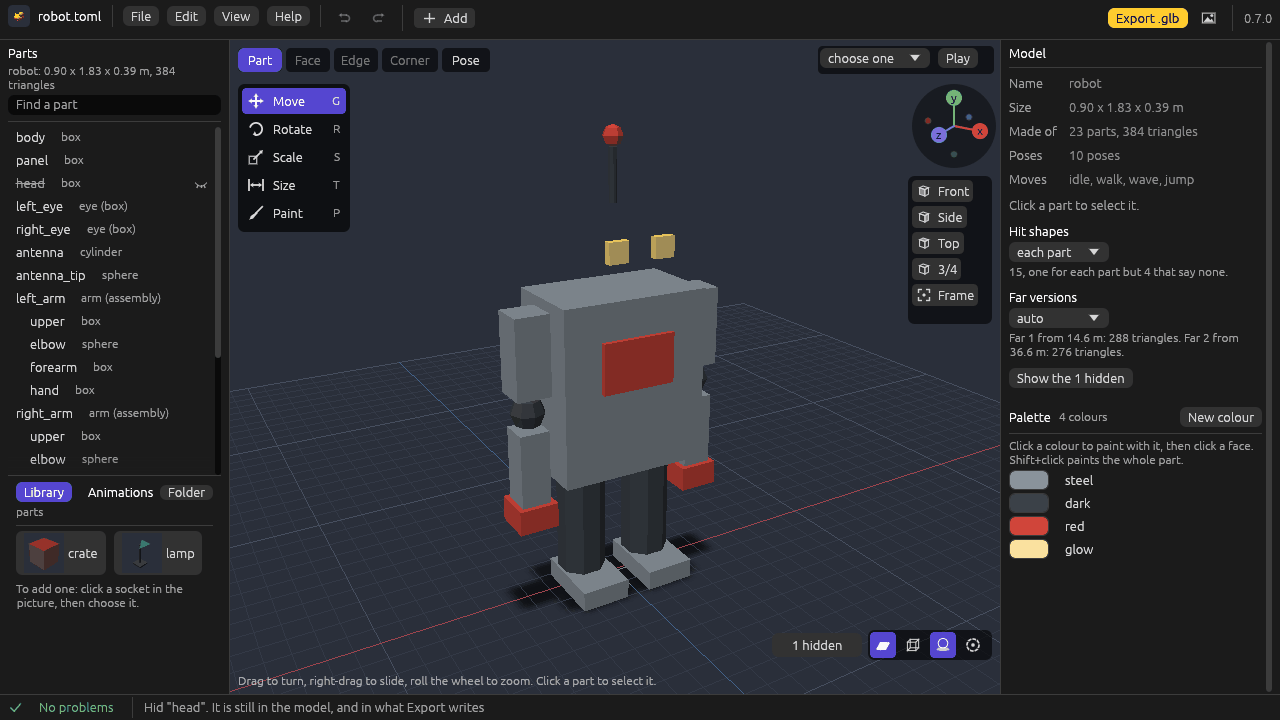 robot.toml File Edit View Help + Add Export .glb 0.7.0
Parts
robot: 0.90 x 1.83 x 0.39 m, 384
triangles
Find a part
body box
panel box
head box
left_eye eye (box)
right_eye eye (box)
antenna cylinder
antenna_tip sphere
left_arm arm (assembly)
upper box
elbow sphere
forearm box
hand box
right_arm arm (assembly)
upper box
elbow sphere
Library Animations Folder
parts
crate lamp
To add one: click a socket in the
picture, then choose it.
Part Face Edge Corner Pose
Move G
Rotate R
Scale S
Size T
Paint P
choose one Play
y
x
z
Front
Side
Top
3/4
Frame
1 hidden
Drag to turn, right-drag to slide, roll the wheel to zoom. Click a part to select it.
Model
Name robot
Size 0.90 x 1.83 x 0.39 m
Made of 23 parts, 384 triangles
Poses 10 poses
Moves idle, walk, wave, jump
Click a part to select it.
Hit shapes
each part
15, one for each part but 4 that say none.
Far versions
auto
Far 1 from 14.6 m: 288 triangles. Far 2 from
36.6 m: 276 triangles.
Show the 1 hidden
Palette 4 colours New colour
Click a colour to paint with it, then click a face.
Shift+click paints the whole part.
steel
dark
red
glow
No problems Hid "head". It is still in the model, and in what Export writes